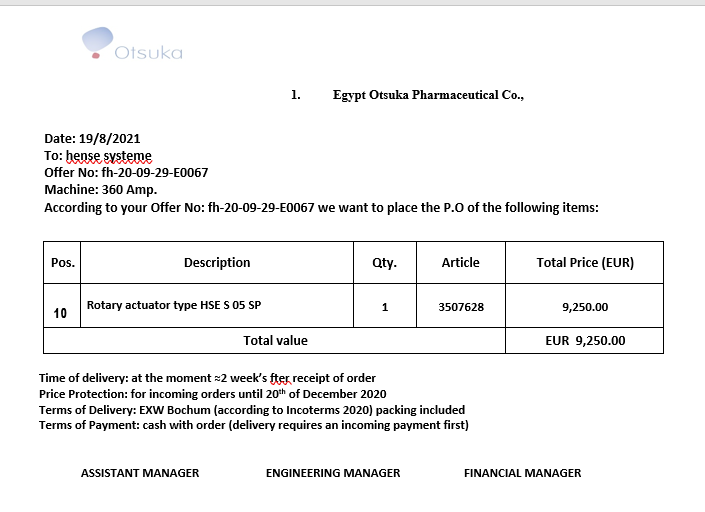 Otsuka
1. Egypt Otsuka Pharmaceutical Co.,
Date: 19/8/2021
To: hense systeme
Offer No: fh-20-09-29-E0067
Machine: 360 Amp.
According to your Offer No: fh-20-09-29-E0067 we want to place the P.O of the following items:
Pos. Description Qty. Article Total Price (EUR)
10 Rotary actuator type HSE S 05 SP 1 3507628 9,250.00
Total value EUR 9,250.00
Time of delivery: at the moment ≈2 week's fter receipt of order
Price Protection: for incoming orders until 20th of December 2020
Terms of Delivery: EXW Bochum (according to Incoterms 2020) packing included
Terms of Payment: cash with order (delivery requires an incoming payment first)
ASSISTANT MANAGER ENGINEERING MANAGER FINANCIAL MANAGER